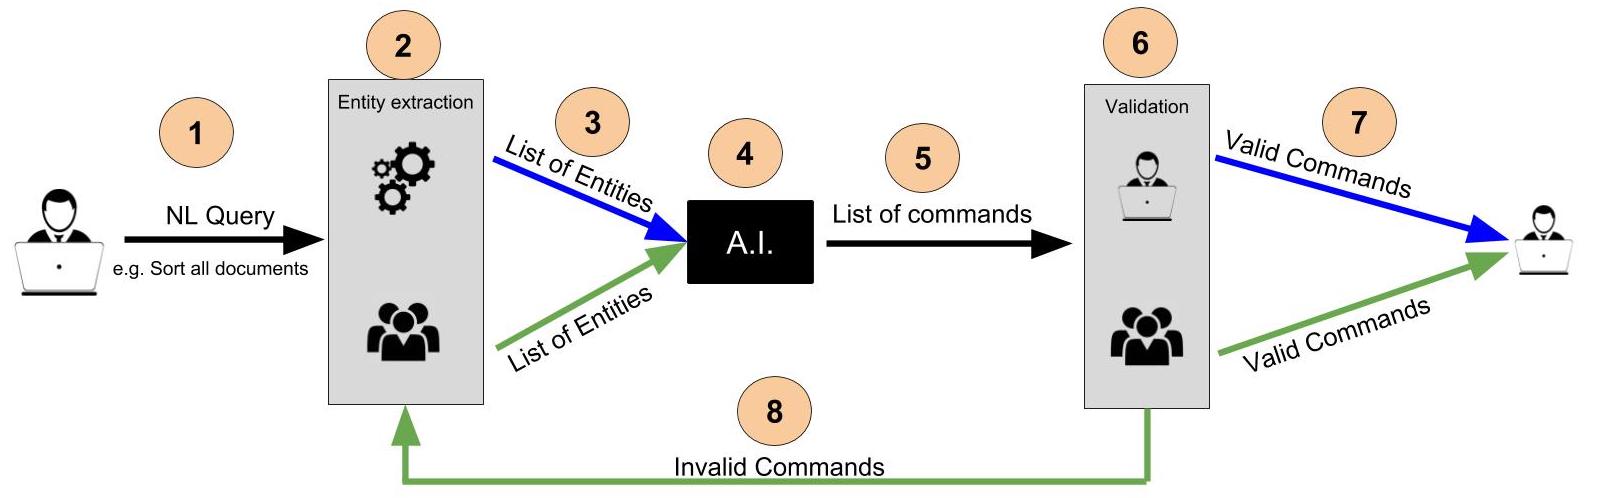 1
NL Query
e.g. Sort all documents
2
Entity extraction
3
List of Entities
List of Entities
4
A.I.
5
List of commands
6
Validation
7
Valid Commands
Valid Commands
8
Invalid Commands